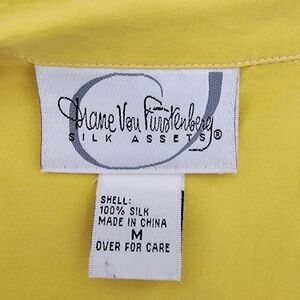 Diane Von Furstenberg
SILK ASSETS®
SHELL:
100% SILK
MADE IN CHINA
M
OVER FOR CARE